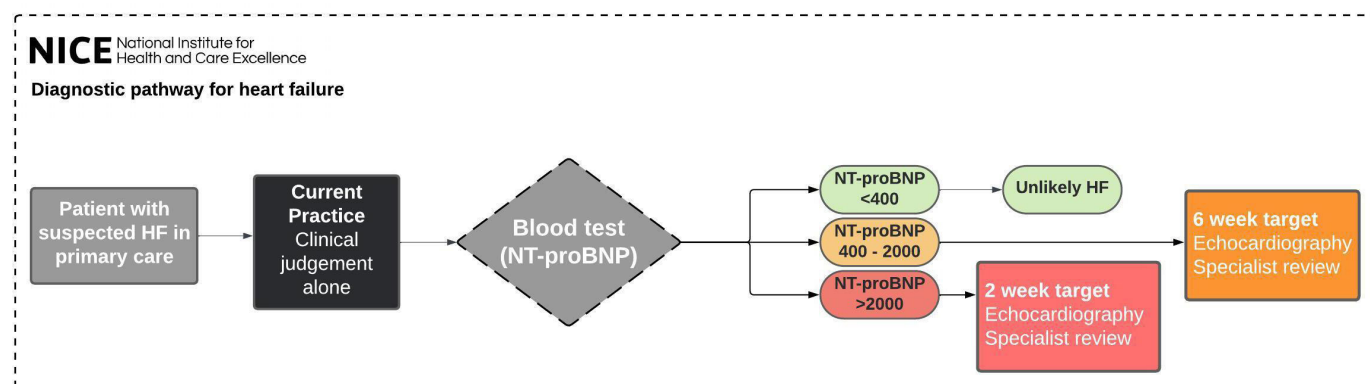 NICE National Institute for
Health and Care Excellence
Diagnostic pathway for heart failure
Patient with
suspected HF in
primary care
Current
Practice
Clinical
judgement
alone
Blood test
(NT-proBNP)
NT-proBNP
<400
Unlikely HF
NT-proBNP
400 - 2000
6 week target
Echocardiography
Specialist review
NT-proBNP
>2000
2 week target
Echocardiography
Specialist review